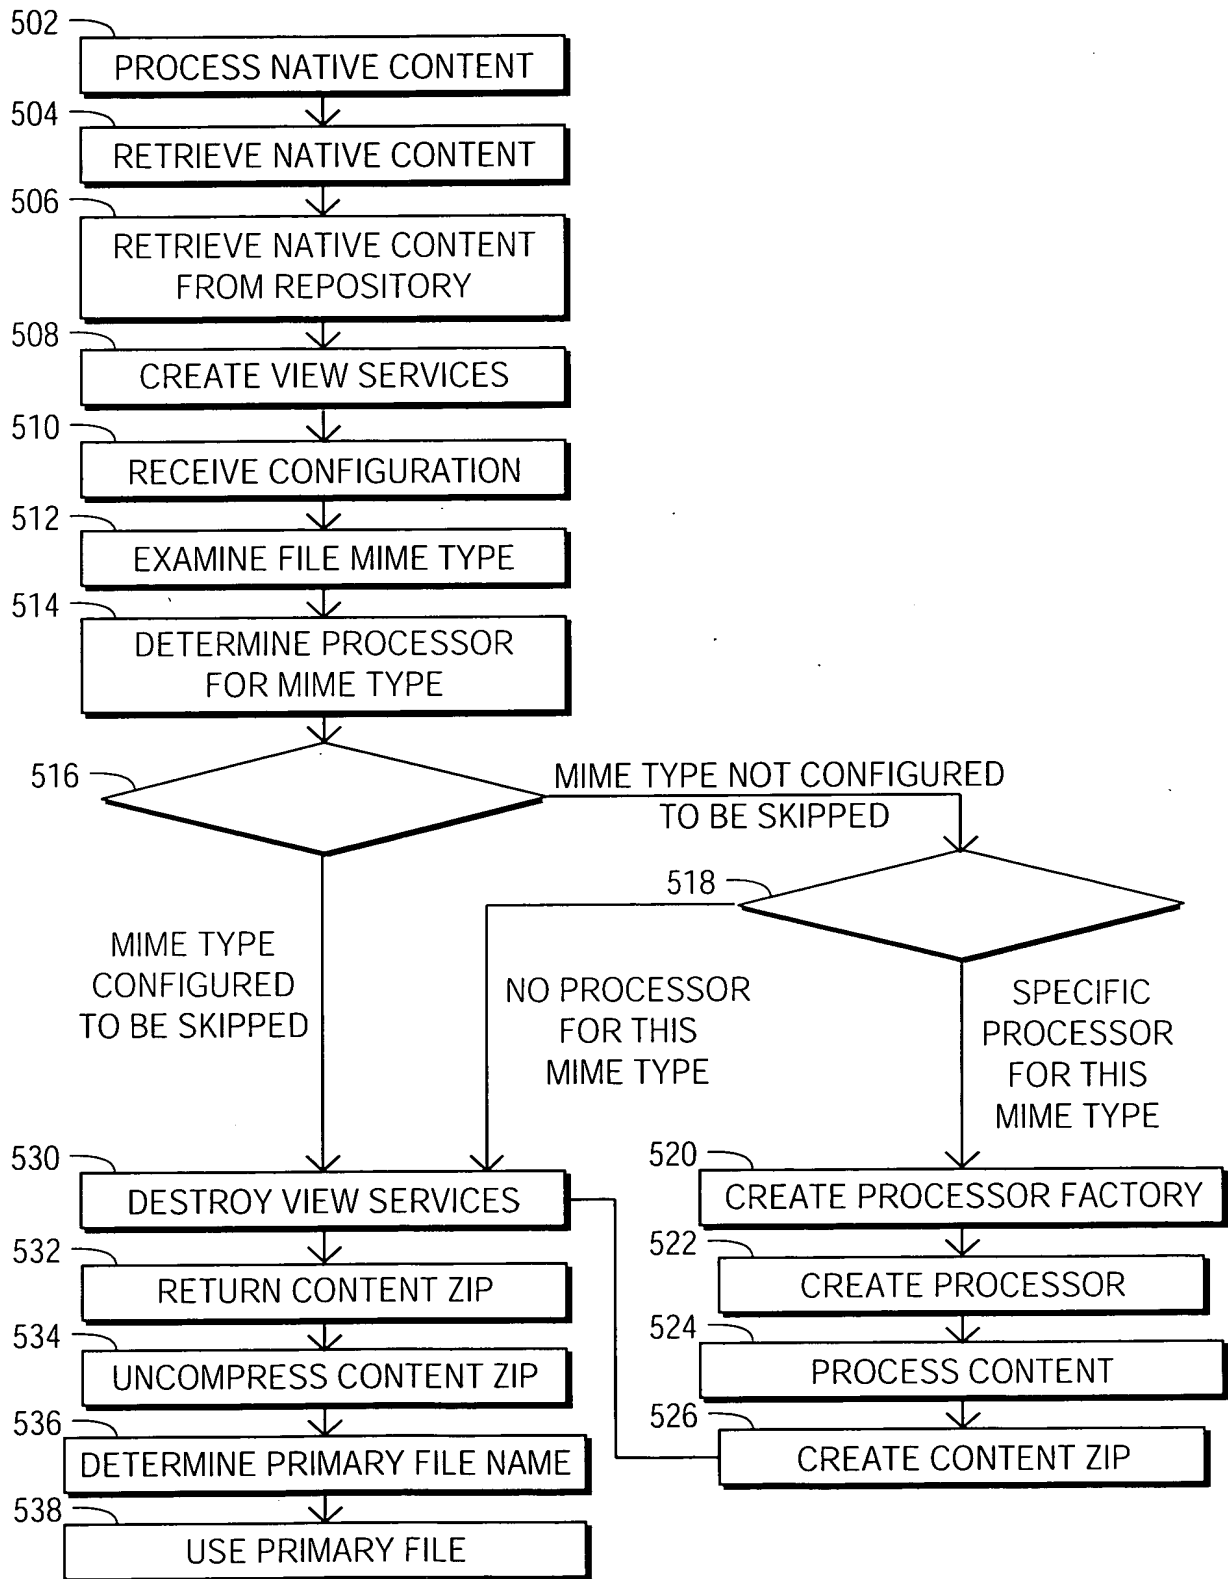 502
PROCESS NATIVE CONTENT
504
RETRIEVE NATIVE CONTENT
506
RETRIEVE NATIVE CONTENT
FROM REPOSITORY
508
CREATE VIEW SERVICES
510
RECEIVE CONFIGURATION
512
EXAMINE FILE MIME TYPE
514
DETERMINE PROCESSOR
FOR MIME TYPE
516
MIME TYPE NOT CONFIGURED
TO BE SKIPPED
518
MIME TYPE
CONFIGURED
TO BE SKIPPED
NO PROCESSOR
FOR THIS
MIME TYPE
SPECIFIC
PROCESSOR
FOR THIS
MIME TYPE
520
CREATE PROCESSOR FACTORY
522
CREATE PROCESSOR
524
PROCESS CONTENT
526
CREATE CONTENT ZIP
530
DESTROY VIEW SERVICES
532
RETURN CONTENT ZIP
534
UNCOMPRESS CONTENT ZIP
536
DETERMINE PRIMARY FILE NAME
538
USE PRIMARY FILE